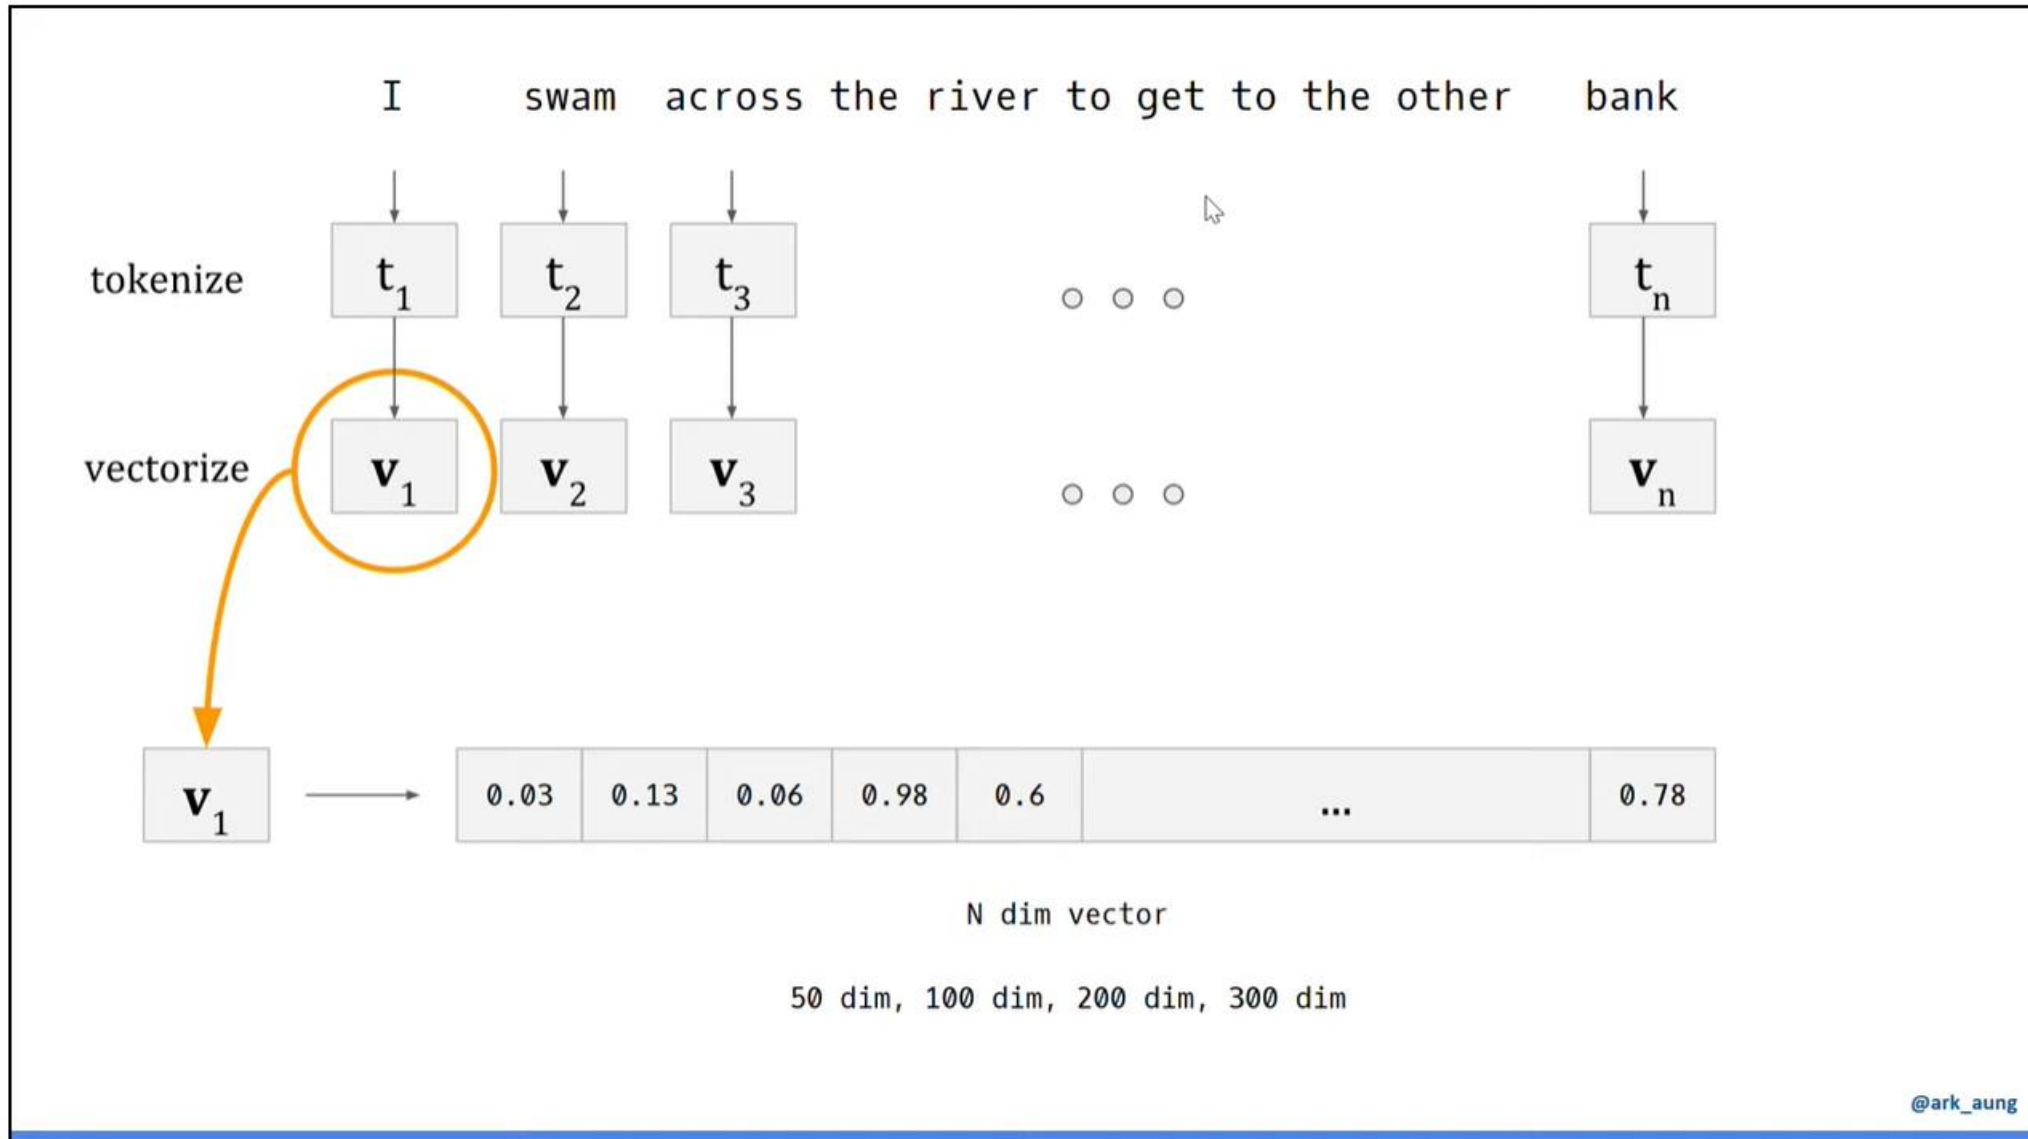 I swam across the river to get to the other bank
tokenize t1 t2 t3 tn
vectorize v1 v2 v3 vn
v1 0.03 0.13 0.06 0.98 0.6 ... 0.78
N dim vector
50 dim, 100 dim, 200 dim, 300 dim
@ark_aung